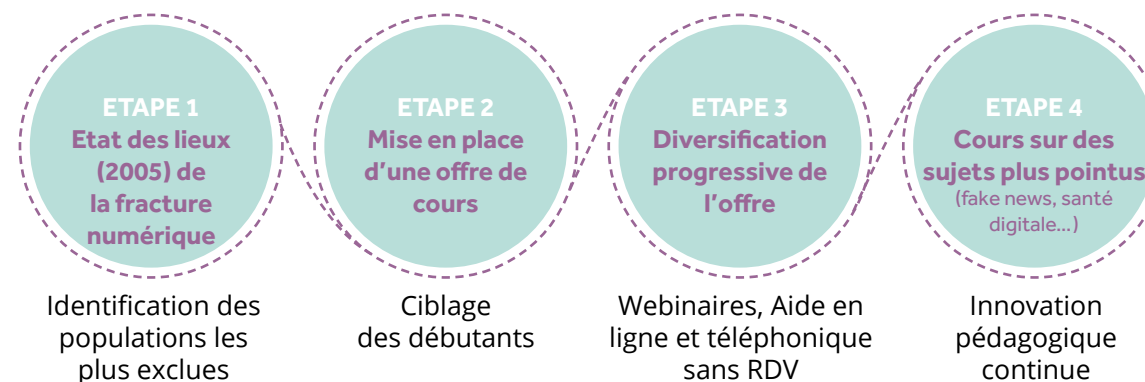 ETAPE 1
Etat des lieux
(2005) de
la fracture
numérique
Identification des
populations les
plus exclues
ETAPE 2
Mise en place
d'une offre de
cours
Ciblage
des débutants
ETAPE 3
Diversification
progressive de
l'offre
Webinaires, Aide en
ligne et téléphonique
sans RDV
ETAPE 4
Cours sur des
sujets plus pointus
(fake news, santé
digitale...)
Innovation
pédagogique
continue